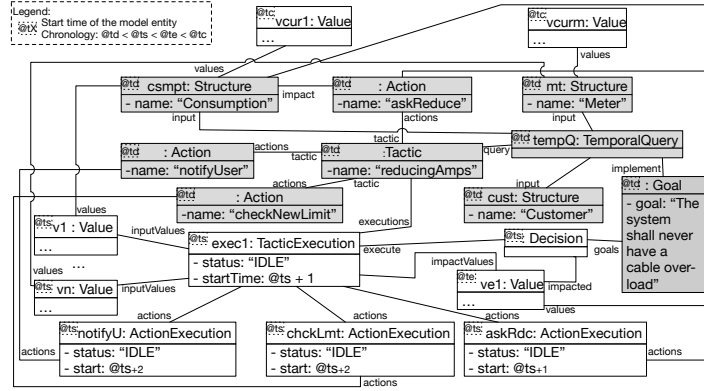 Legend:
@tX Start time of the model entity
Chronology: @td < @ts < @te < @tc
@tc
vcur1: Value
...
@tc
vcurm: Value
...
values
values
@td csmpt: Structure
- name: “Consumption”
impact
@td : Action
-name: “askReduce”
@td mt: Structure
- name: “Meter”
input
actions
input
@td tempQ: TemporalQuery
@td : Action
-name: “notifyUser”
actions
tactic
tactic
@td :Tactic
-name: “reducingAmps”
query
implement
actions
tactic
input
@td : Action
-name: “checkNewLimit”
@td cust: Structure
- name: “Customer”
@td : Goal
- goal: “The
system
shall never
have a
cable over-
load”
values
executions
@ts v1 : Value
...
inputValues
@ts exec1: TacticExecution
- status: “IDLE”
- startTime: @ts + 1
execute
@ts : Decision
goals
...
values
impactValues
@ts vn: Value
...
inputValues
@te
ve1: Value
...
impacted
values
actions
actions
actions
@ts notifyU: ActionExecution
- status: “IDLE”
- start: @ts+2
@ts chckLmt: ActionExecution
- status: “IDLE”
- start: @ts+2
@ts askRdc: ActionExecution
- status: “IDLE”
- start: @ts+1
actions
actions
actions